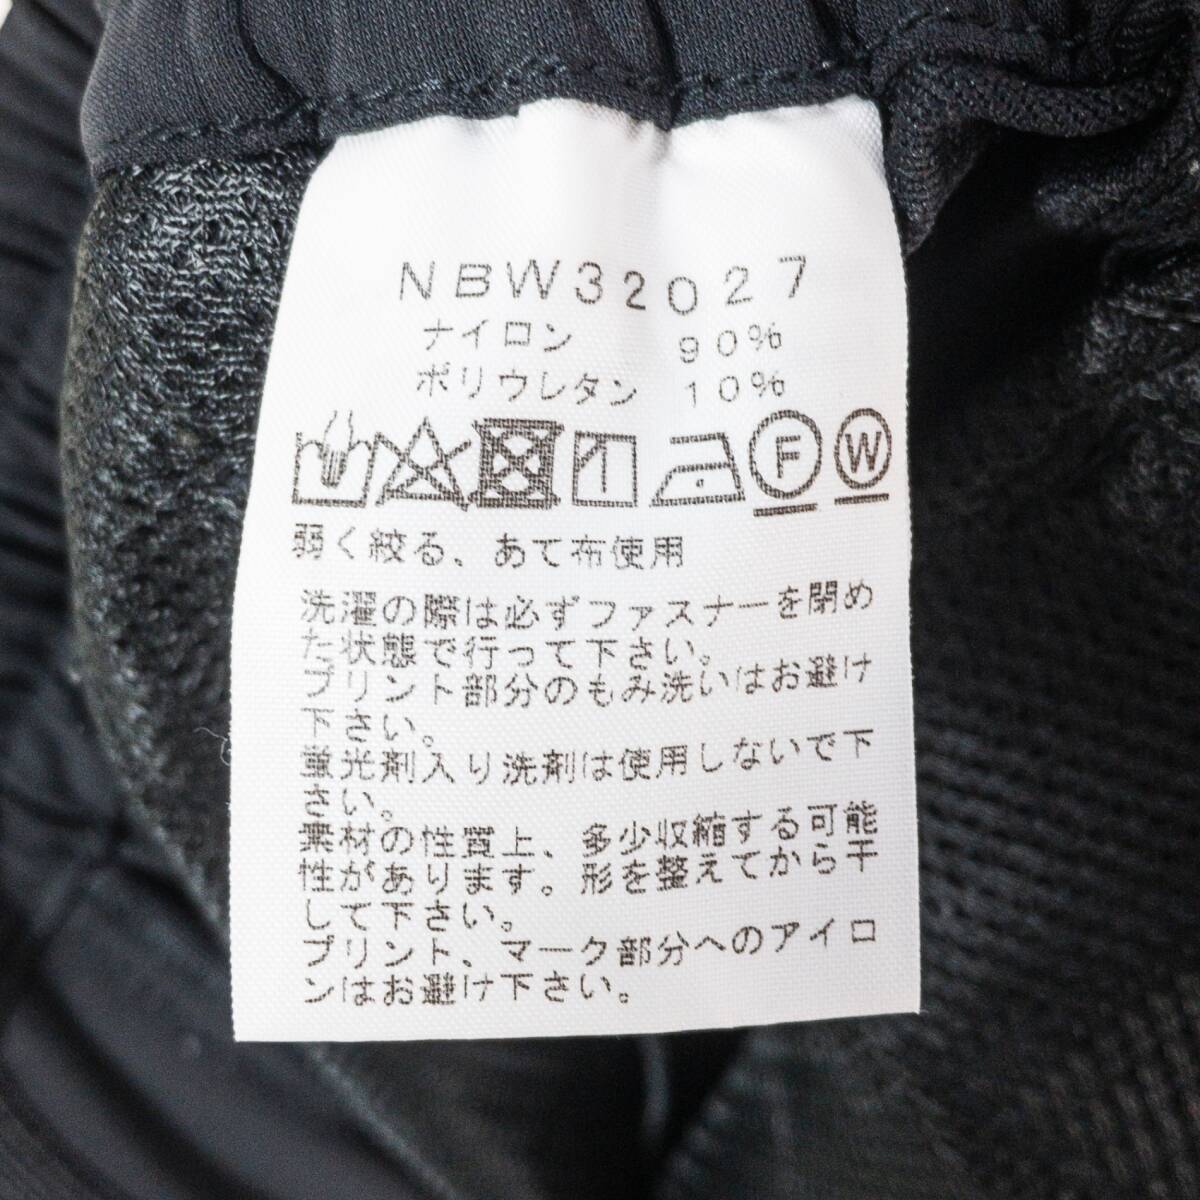 NBW32027
ナイロン 90%
ポリウレタン 10%
F W
弱く絞る、あて布使用
洗濯の際は必ずファスナーを閉め
た状態で行って下さい。
プリント部分のもみ洗いはお避け
下さい。
蛍光剤入り洗剤は使用しないで下
さい。
素材の性質上、多少収縮する可能
性があります。形を整えてから干
して下さい。
プリント、マーク部分へのアイロ
ンはお避け下さい。